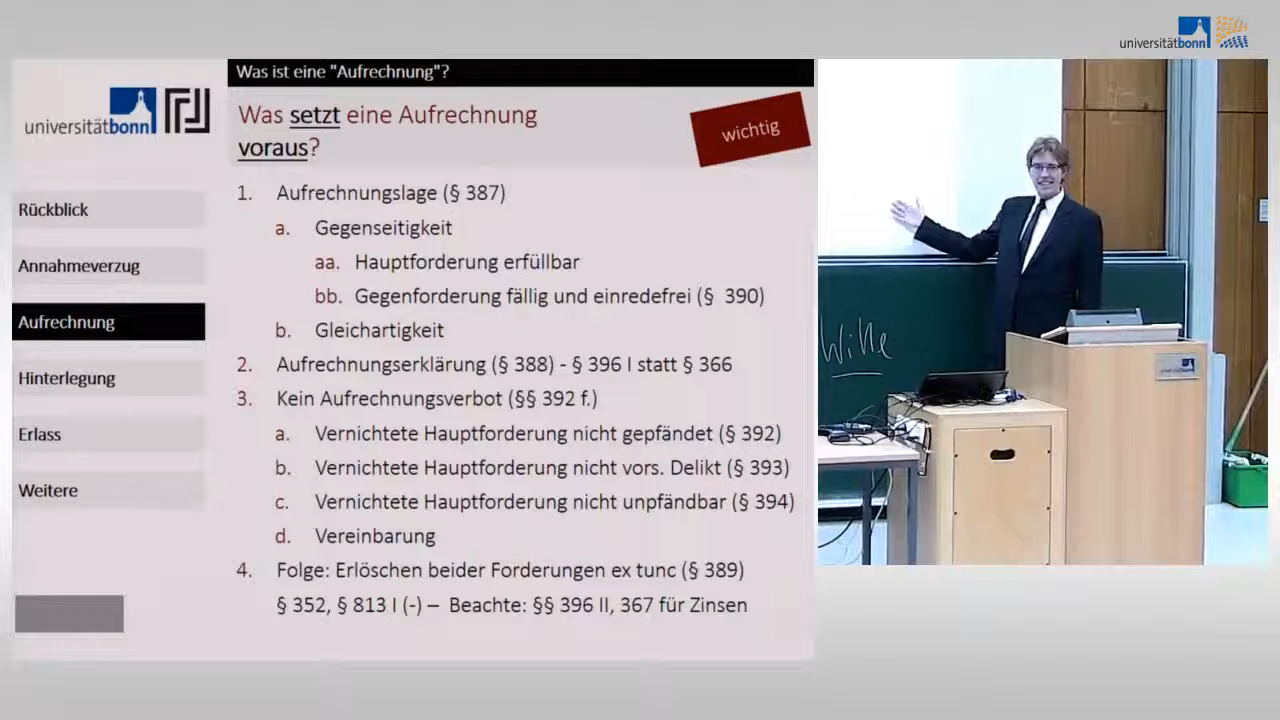 universitätbonn
Was ist eine "Aufrechnung"?
universitätbonn
Was setzt eine Aufrechnung
voraus?
wichtig
Rückblick
Annahmeverzug
Aufrechnung
Hinterlegung
Erlass
Weitere
1. Aufrechnungslage (§ 387)
a. Gegenseitigkeit
aa. Hauptforderung erfüllbar
bb. Gegenforderung fällig und einredefrei (§ 390)
b. Gleichartigkeit
2. Aufrechnungserklärung (§ 388) - § 396 I statt § 366
3. Kein Aufrechnungsverbot (§§ 392 f.)
a. Vernichtete Hauptforderung nicht gepfändet (§ 392)
b. Vernichtete Hauptforderung nicht vors. Delikt (§ 393)
c. Vernichtete Hauptforderung nicht unpfändbar (§ 394)
d. Vereinbarung
4. Folge: Erlöschen beider Forderungen ex tunc (§ 389)
§ 352, § 813 I (-) – Beachte: §§ 396 II, 367 für Zinsen
Wille
universitätbonn